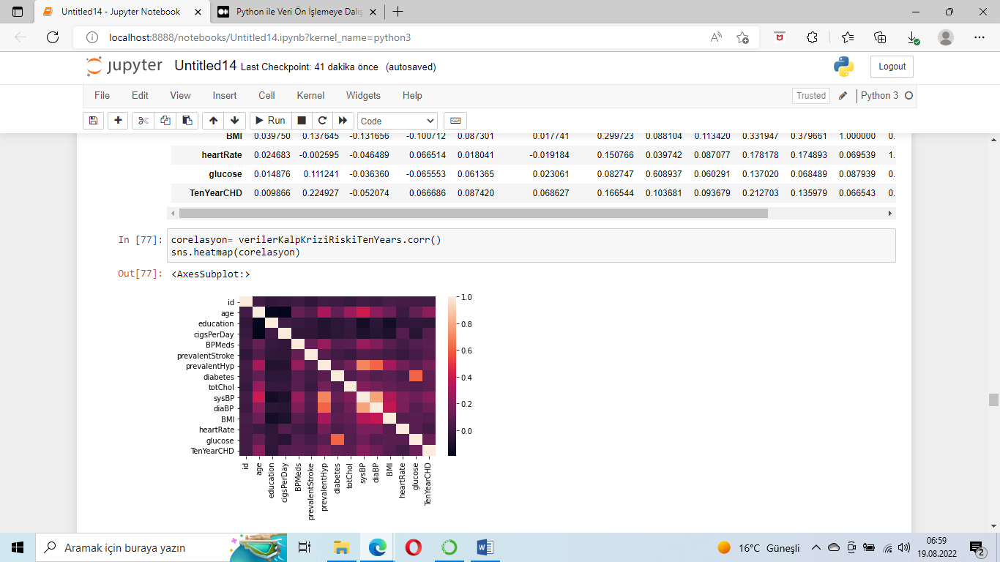 Untitled14 - Jupyter Notebook
Python ile Veri Ön İşlemeye Dalış
localhost:8888/notebooks/Untitled14.ipynb?kernel_name=python3
jupyter Untitled14 Last Checkpoint: 41 dakika önce (autosaved)
Logout
File Edit View Insert Cell Kernel Widgets Help
Trusted Python 3
Run Code
BMI 0.039750 0.137645 -0.131656 -0.100712 0.087301 0.017741 0.299723 0.088104 0.113420 0.331947 0.379661 1.000000 0.
heartRate 0.024683 -0.002595 -0.046489 0.066514 0.018041 -0.019184 0.150766 0.039742 0.087077 0.178178 0.174893 0.069539 1.
glucose 0.014876 0.111241 -0.036360 -0.065553 0.061365 0.023061 0.082747 0.608937 0.060291 0.137020 0.068489 0.087939 0.
TenYearCHD 0.009866 0.224927 -0.052074 0.066686 0.087420 0.068627 0.166544 0.103681 0.093679 0.212703 0.135979 0.066543 0.
In [77]: corelasyon= verilerKalpKriziRiskiTenYears.corr()
sns.heatmap(corelasyon)
Out[77]: <AxesSubplot:>
id
age
education
cigsPerDay
BPMeds
prevalentStroke
prevalentHyp
diabetes
totChol
sysBP
diaBP
BMI
heartRate
glucose
TenYearCHD
1.0
0.8
0.6
0.4
0.2
0.0
id
age
education
cigsPerDay
BPMeds
prevalentStroke
prevalentHyp
diabetes
totChol
sysBP
diaBP
BMI
heartRate
glucose
TenYearCHD
Aramak için buraya yazın
16°C Güneşli
06:59
19.08.2022
2